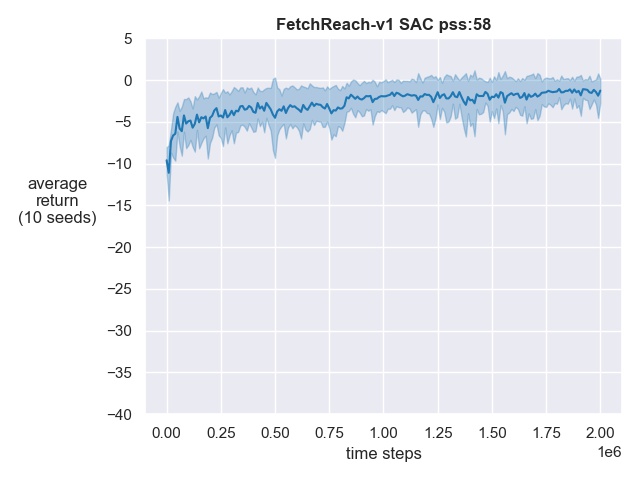 FetchReach-v1 SAC pss:58
5
0
−5
−10
−15
−20
−25
−30
−35
−40
average
return
(10 seeds)
0.00 0.25 0.50 0.75 1.00 1.25 1.50 1.75 2.00
time steps
1e6